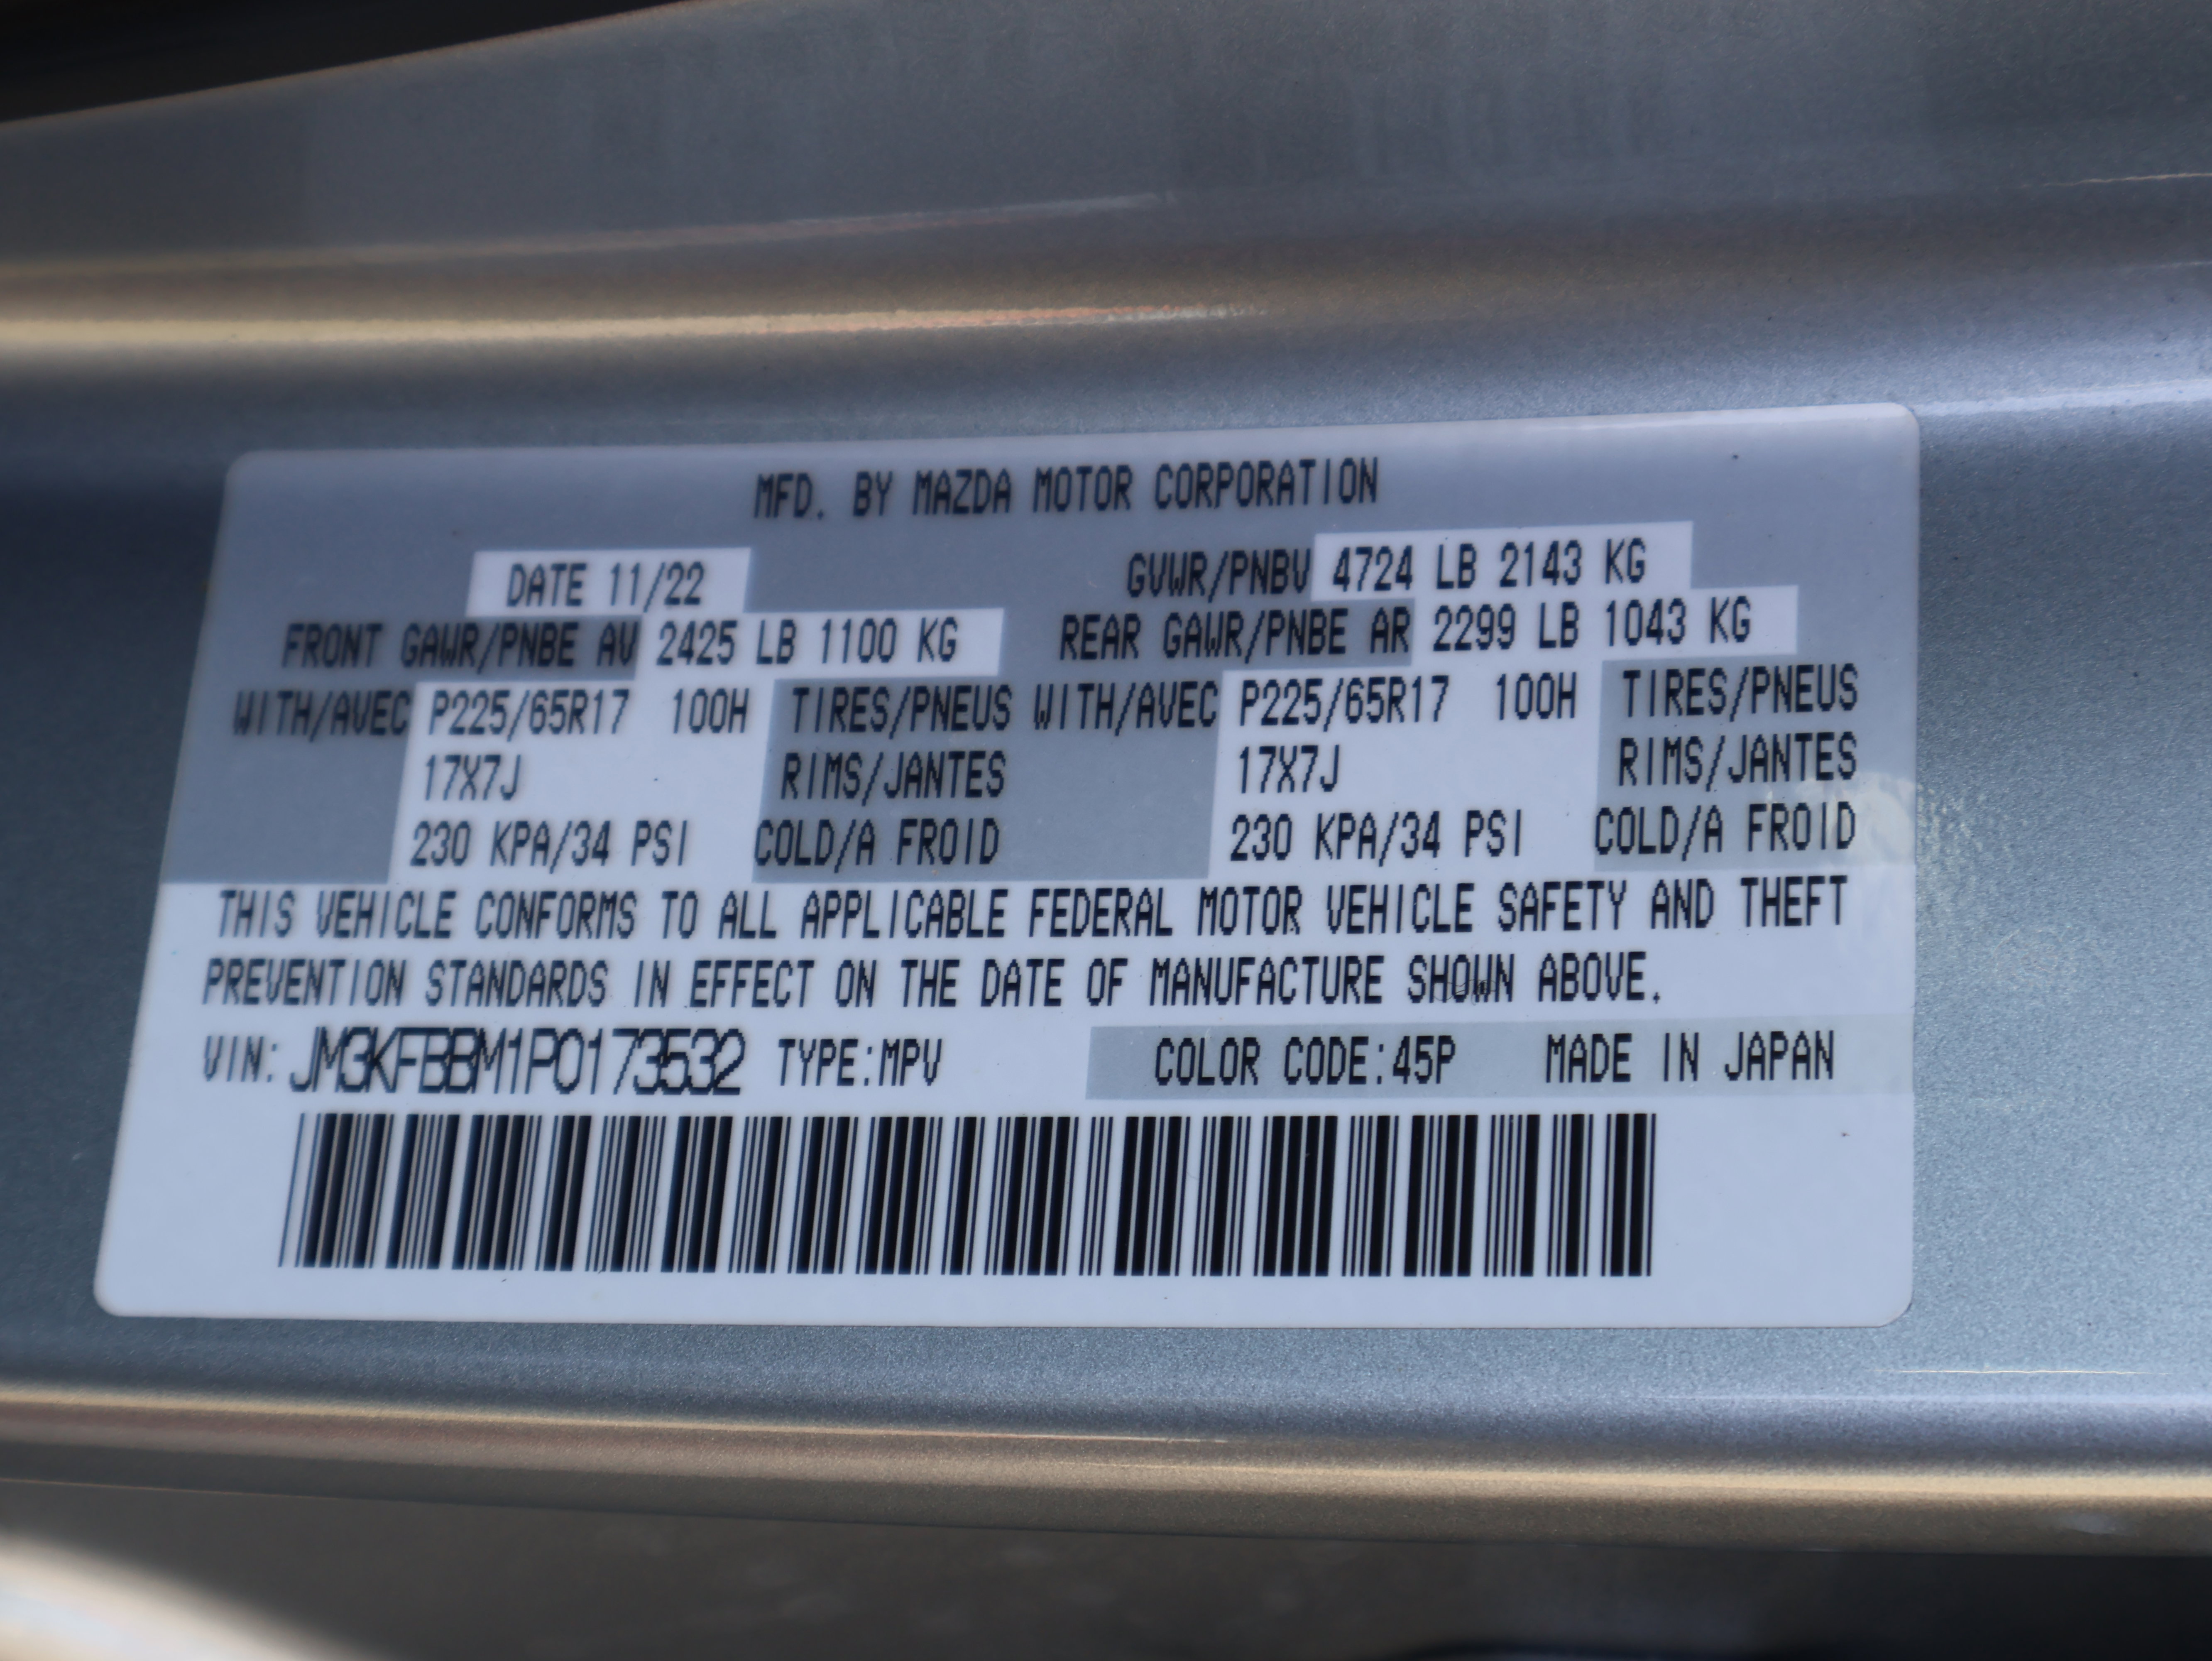 MFD. BY MAZDA MOTOR CORPORATION
DATE 11/22 GVWR/PNBV 4724 LB 2143 KG
FRONT GAWR/PNBE AV 2425 LB 1100 KG REAR GAWR/PNBE AR 2299 LB 1043 KG
WITH/AVEC P225/65R17 100H TIRES/PNEUS WITH/AVEC P225/65R17 100H TIRES/PNEUS
17X7J RIMS/JANTES 17X7J RIMS/JANTES
230 KPA/34 PSI COLD/A FROID 230 KPA/34 PSI COLD/A FROID
THIS VEHICLE CONFORMS TO ALL APPLICABLE FEDERAL MOTOR VEHICLE SAFETY AND THEFT
PREVENTION STANDARDS IN EFFECT ON THE DATE OF MANUFACTURE SHOWN ABOVE.
VIN: JM3KFBBM1P0173532 TYPE:MPV COLOR CODE:45P MADE IN JAPAN